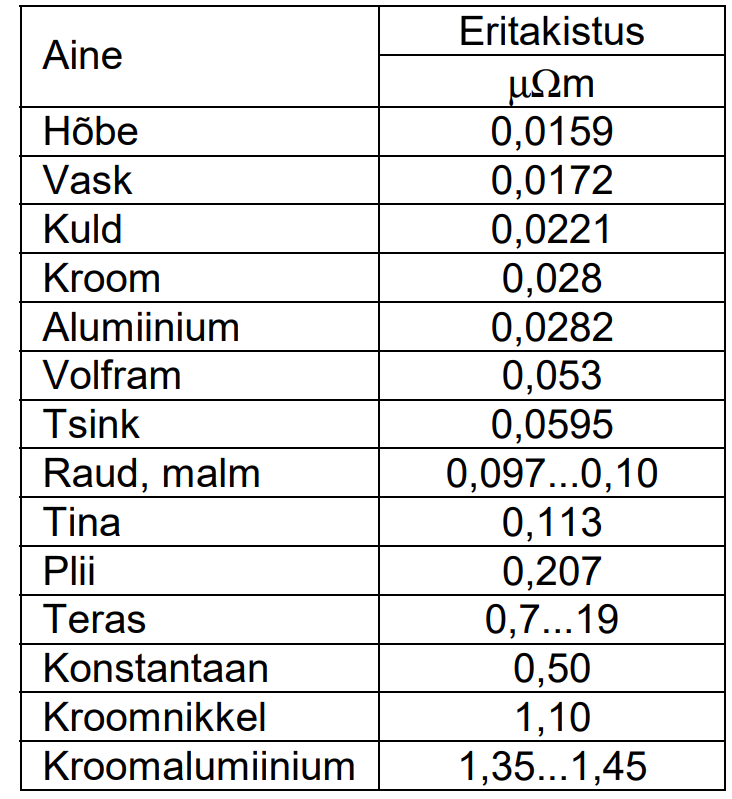 Aine
Eritakistus
μΩm
Hõbe 0,0159
Vask 0,0172
Kuld 0,0221
Kroom 0,028
Alumiinium 0,0282
Volfram 0,053
Tsink 0,0595
Raud, malm 0,097...0,10
Tina 0,113
Plii 0,207
Teras 0,7...19
Konstantaan 0,50
Kroomnikkel 1,10
Kroomalumiinium 1,35...1,45